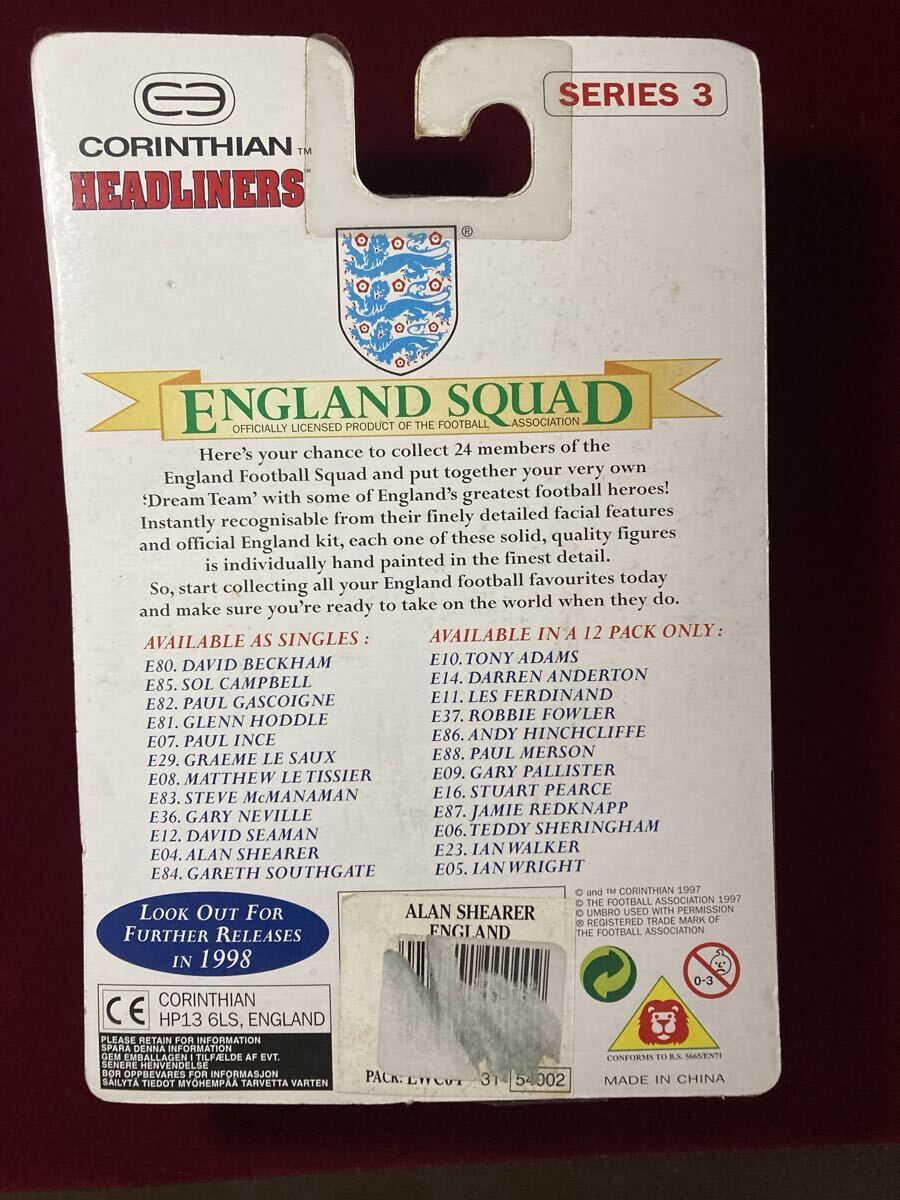 CORINTHIAN TM
HEADLINERS TM
SERIES 3
®
ENGLAND SQUAD
OFFICIALLY LICENSED PRODUCT OF THE FOOTBALL ASSOCIATION
Here's your chance to collect 24 members of the
England Football Squad and put together your very own
‘Dream Team’ with some of England's greatest football heroes!
Instantly recognisable from their finely detailed facial features
and official England kit, each one of these solid, quality figures
is individually hand painted in the finest detail.
So, start collecting all your England football favourites today
and make sure you're ready to take on the world when they do.
AVAILABLE AS SINGLES :
E80. DAVID BECKHAM
E85. SOL CAMPBELL
E82. PAUL GASCOIGNE
E81. GLENN HODDLE
E07. PAUL INCE
E29. GRAEME LE SAUX
E08. MATTHEW LE TISSIER
E83. STEVE McMANAMAN
E36. GARY NEVILLE
E12. DAVID SEAMAN
E04. ALAN SHEARER
E84. GARETH SOUTHGATE
AVAILABLE IN A 12 PACK ONLY :
E10. TONY ADAMS
E14. DARREN ANDERTON
E11. LES FERDINAND
E37. ROBBIE FOWLER
E86. ANDY HINCHCLIFFE
E88. PAUL MERSON
E09. GARY PALLISTER
E16. STUART PEARCE
E87. JAMIE REDKNAPP
E06. TEDDY SHERINGHAM
E23. IAN WALKER
E05. IAN WRIGHT
LOOK OUT FOR
FURTHER RELEASES
IN 1998
CE
CORINTHIAN
HP13 6LS, ENGLAND
PLEASE RETAIN FOR INFORMATION
SPARA DENNA INFORMATION
GEM EMBALLAGEN I TILFÆLDE AF EVT.
SENERE HENVENDELSE
BØR OPPBEVARES FOR INFORMASJON
SÄILYTÄ TIEDOT MYÖHEMPÄÄ TARVETTA VARTEN
ALAN SHEARER
ENGLAND
PACK: 31 54002
© and TM CORINTHIAN 1997
© THE FOOTBALL ASSOCIATION 1997
© UMBRO USED WITH PERMISSION
® REGISTERED TRADE MARK OF
THE FOOTBALL ASSOCIATION
0-3
CONFORMS TO B.S. 5665/EN71
MADE IN CHINA